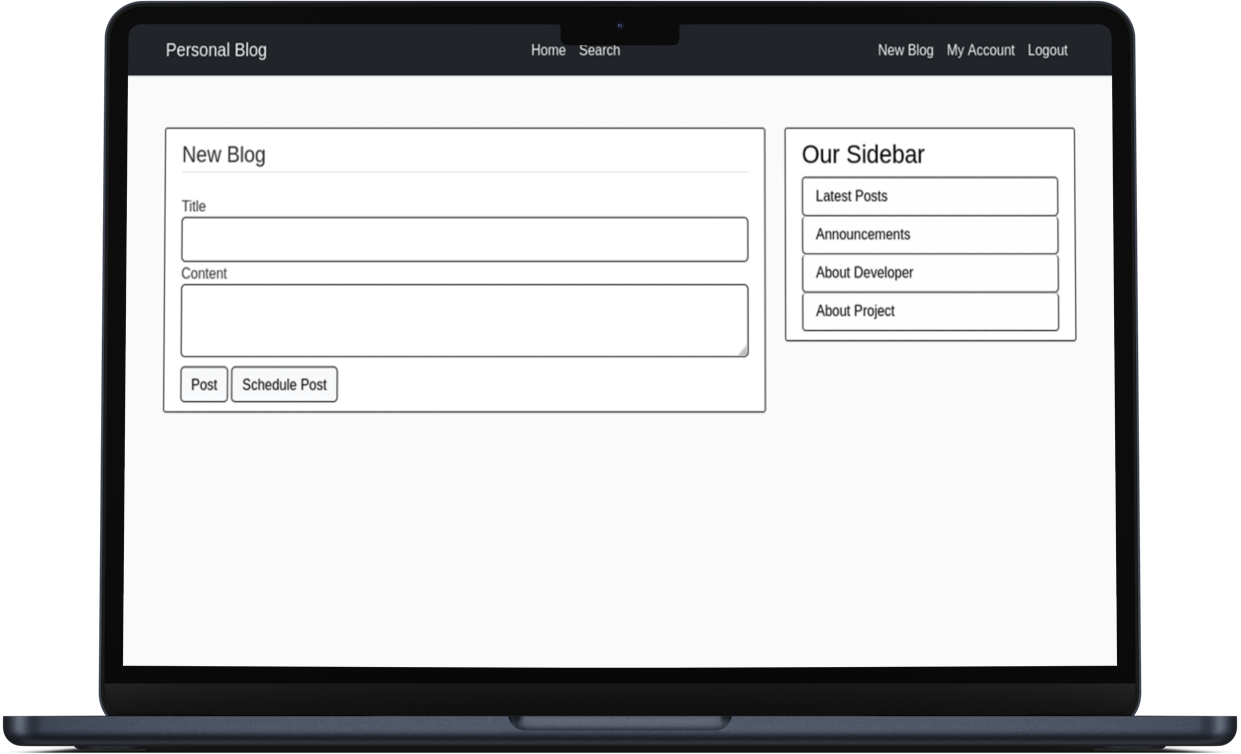 Personal Blog Home Search New Blog My Account Logout
New Blog
Title
Content
Post Schedule Post
Our Sidebar
Latest Posts
Announcements
About Developer
About Project